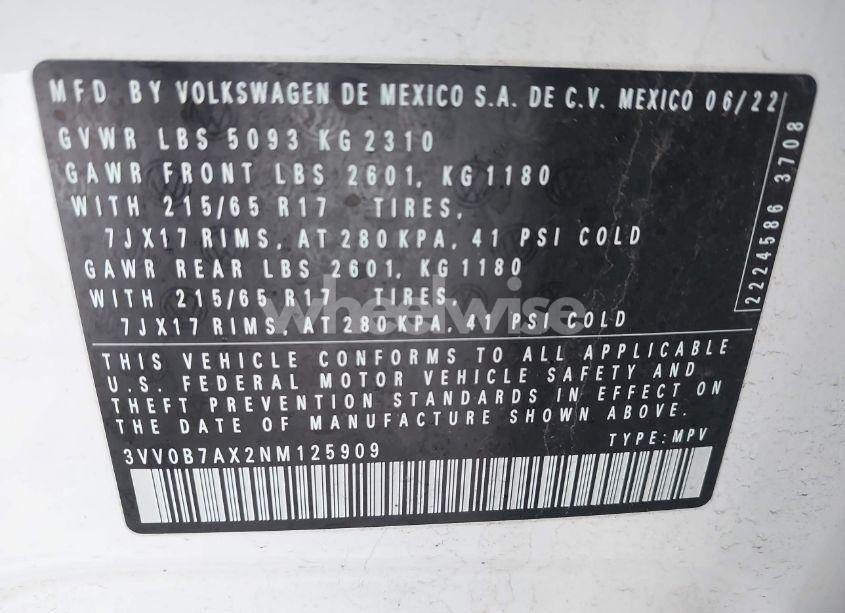 MFD BY VOLKSWAGEN DE MEXICO S.A. DE C.V. MEXICO 06/22
GVWR LBS 5093 KG 2310
GAWR FRONT LBS 2601, KG 1180
WITH 215/65 R17 TIRES,
7JX17 RIMS, AT 280 KPA, 41 PSI COLD
GAWR REAR LBS 2601, KG 1180
WITH 215/65 R17 TIRES,
7JX17 RIMS, AT 280 KPA, 41 PSI COLD
2224586 3708
THIS VEHICLE CONFORMS TO ALL APPLICABLE
U.S. FEDERAL MOTOR VEHICLE SAFETY AND
THEFT PREVENTION STANDARDS IN EFFECT ON
THE DATE OF MANUFACTURE SHOWN ABOVE.
3VV0B7AX2NM125909
TYPE: MPV
wheelwise